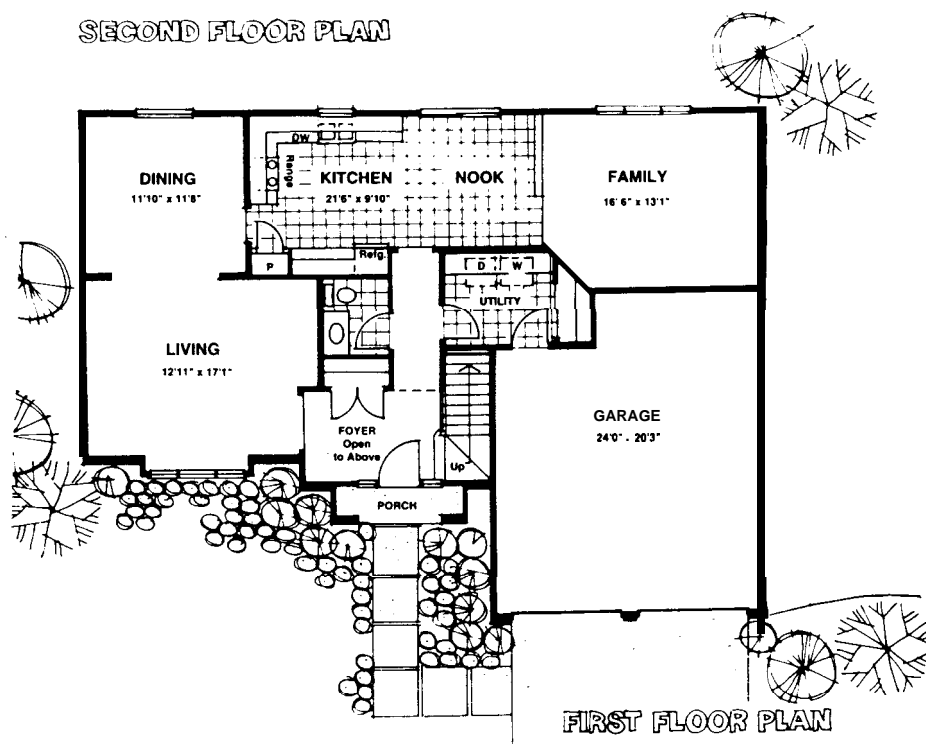 SECOND FLOOR PLAN
DW
Range
KITCHEN
21'6" x 9'10"
NOOK
DINING
11'10" x 11'8"
FAMILY
16'6" x 13'1"
P
Refg.
D
W
UTILITY
LIVING
12'11" x 17'1"
FOYER
Open
to Above
Up
GARAGE
24'0" - 20'3"
PORCH
FIRST FLOOR PLAN